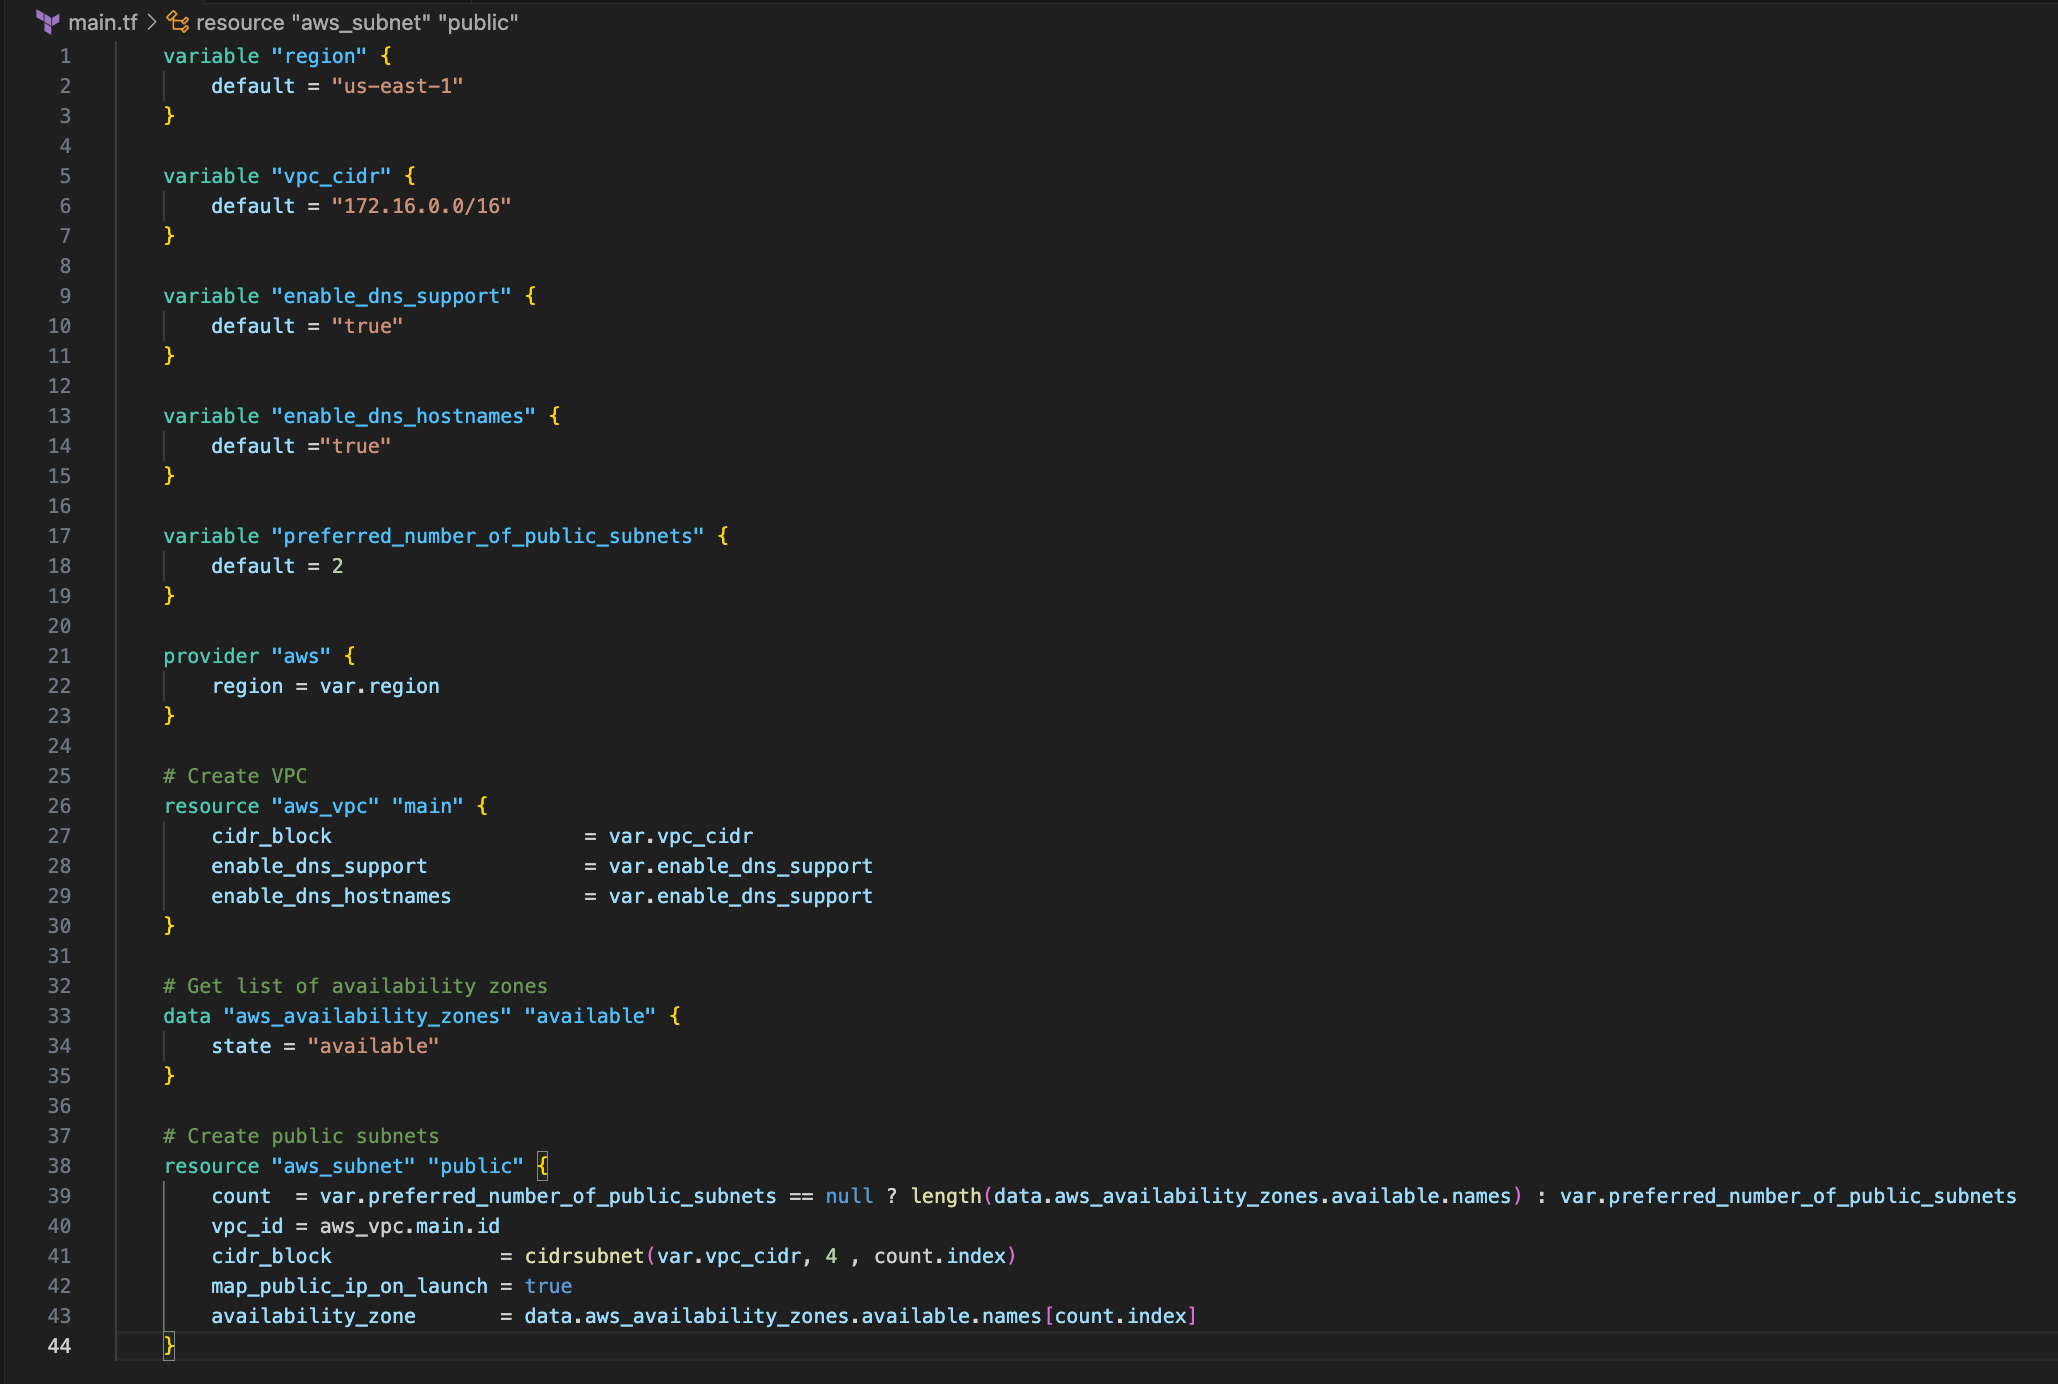 main.tf > resource "aws_subnet" "public"
1 variable "region" {
2 default = "us-east-1"
3 }
4
5 variable "vpc_cidr" {
6 default = "172.16.0.0/16"
7 }
8
9 variable "enable_dns_support" {
10 default = "true"
11 }
12
13 variable "enable_dns_hostnames" {
14 default ="true"
15 }
16
17 variable "preferred_number_of_public_subnets" {
18 default = 2
19 }
20
21 provider "aws" {
22 region = var.region
23 }
24
25 # Create VPC
26 resource "aws_vpc" "main" {
27 cidr_block = var.vpc_cidr
28 enable_dns_support = var.enable_dns_support
29 enable_dns_hostnames = var.enable_dns_support
30 }
31
32 # Get list of availability zones
33 data "aws_availability_zones" "available" {
34 state = "available"
35 }
36
37 # Create public subnets
38 resource "aws_subnet" "public" {
39 count = var.preferred_number_of_public_subnets == null ? length(data.aws_availability_zones.available.names) : var.preferred_number_of_public_subnets
40 vpc_id = aws_vpc.main.id
41 cidr_block = cidrsubnet(var.vpc_cidr, 4 , count.index)
42 map_public_ip_on_launch = true
43 availability_zone = data.aws_availability_zones.available.names[count.index]
44 }